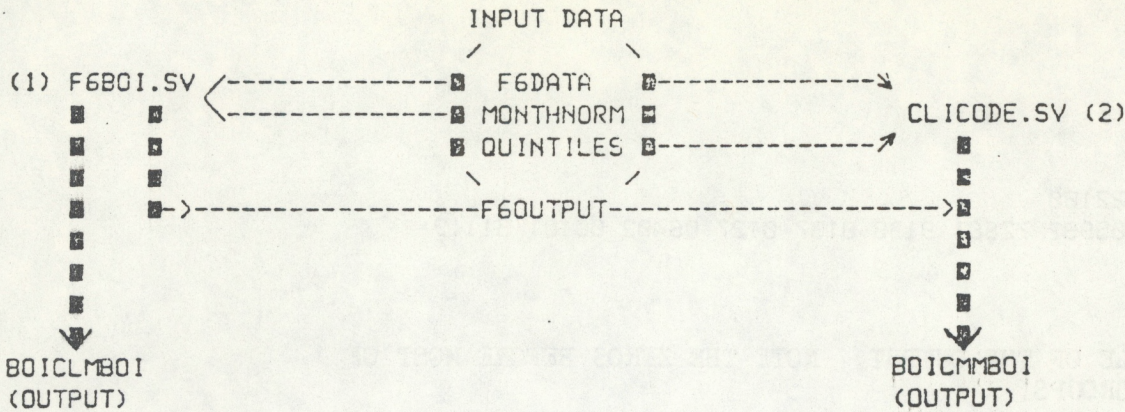 INPUT DATA
(1) F6BOI.SV F6DATA
MONTHNORM CLICODE.SV (2)
QUINTILES
F6OUTPUT
BOICLMBOI BOICMMBOI
(OUTPUT) (OUTPUT)